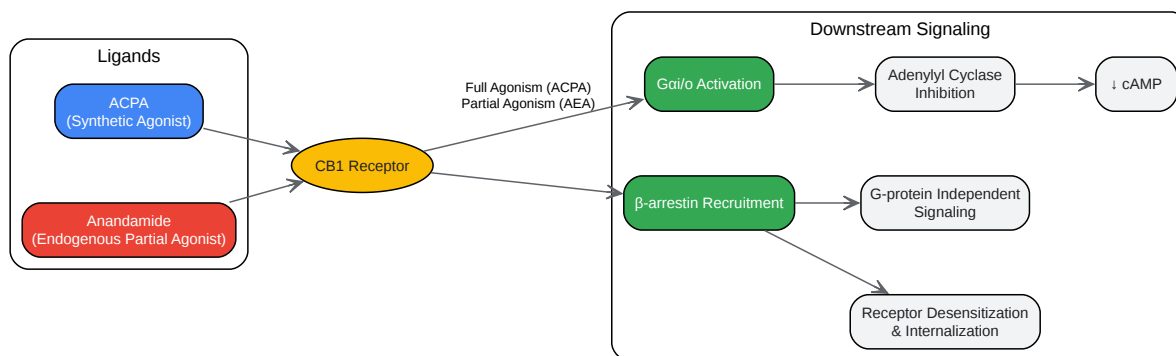 Ligands
ACPA
(Synthetic Agonist)
Anandamide
(Endogenous Partial Agonist)
CB1 Receptor
Full Agonism (ACPA)
Partial Agonism (AEA)
Downstream Signaling
Gαi/o Activation
Adenylyl Cyclase
Inhibition
↓ cAMP
β-arrestin Recruitment
G-protein Independent
Signaling
Receptor Desensitization
& Internalization